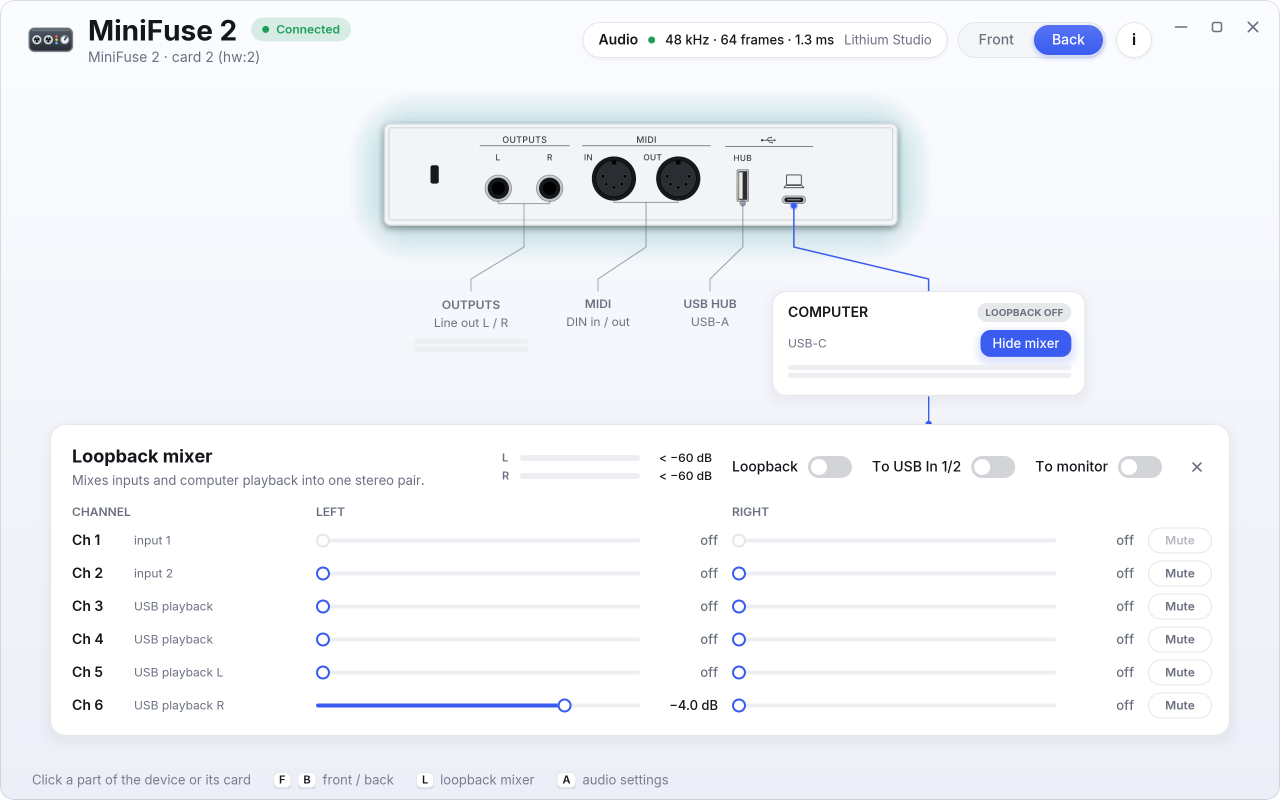 MiniFuse 2
Connected
MiniFuse 2 · card 2 (hw:2)
Audio 48 kHz · 64 frames · 1.3 ms Lithium Studio
Front Back i
OUTPUTS MIDI
L R IN OUT HUB
OUTPUTS
Line out L / R
MIDI
DIN in / out
USB HUB
USB-A
COMPUTER LOOPBACK OFF
USB-C Hide mixer
Loopback mixer
Mixes inputs and computer playback into one stereo pair.
L < −60 dB
R < −60 dB
Loopback To USB In 1/2 To monitor
CHANNEL LEFT RIGHT
Ch 1 input 1 off off Mute
Ch 2 input 2 off off Mute
Ch 3 USB playback off off Mute
Ch 4 USB playback off off Mute
Ch 5 USB playback L off off Mute
Ch 6 USB playback R −4.0 dB off Mute
Click a part of the device or its card F B front / back L loopback mixer A audio settings